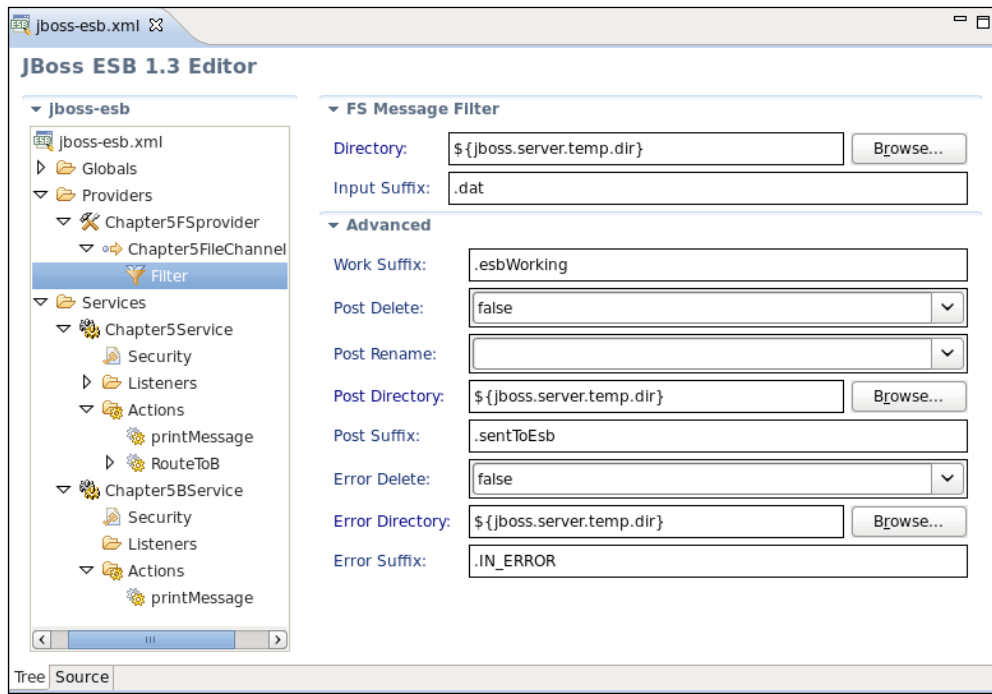 jboss-esb.xml
JBoss ESB 1.3 Editor
jboss-esb
jboss-esb.xml
Globals
Providers
Chapter5FSprovider
Chapter5FileChannel
Filter
Services
Chapter5Service
Security
Listeners
Actions
printMessage
RouteToB
Chapter5BService
Security
Listeners
Actions
printMessage
FS Message Filter
Directory: ${jboss.server.temp.dir} Browse...
Input Suffix: .dat
Advanced
Work Suffix: .esbWorking
Post Delete: false
Post Rename:
Post Directory: ${jboss.server.temp.dir} Browse...
Post Suffix: .sentToEsb
Error Delete: false
Error Directory: ${jboss.server.temp.dir} Browse...
Error Suffix: .IN_ERROR
Tree Source